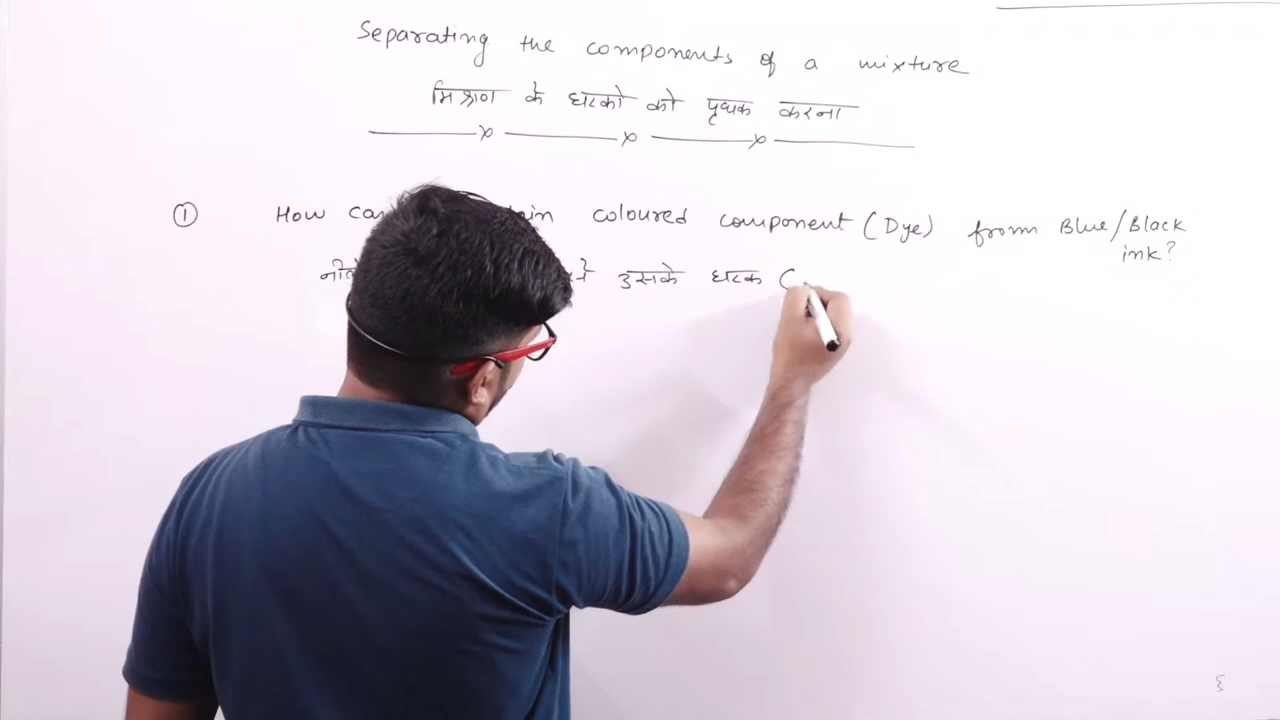 Separating the components of a mixture
मिश्रण के घटको को पृथक करना
① How can coloured component (Dye) from Blue/Black
ink?
उसके घटक (